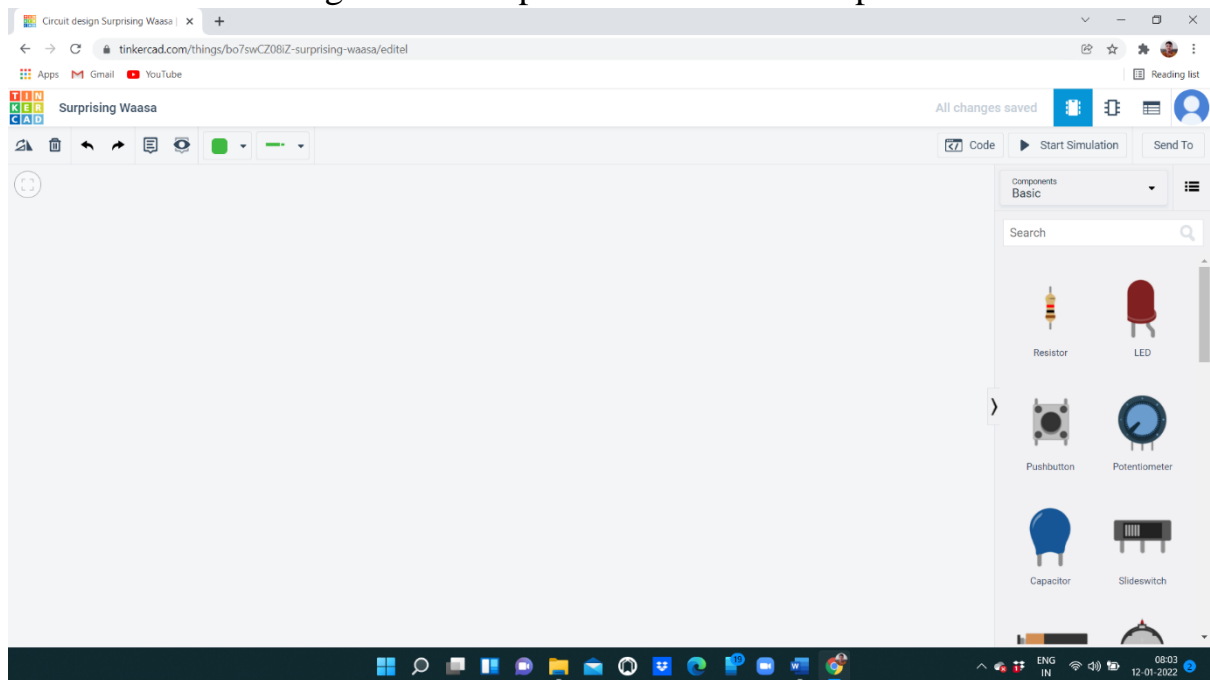 Circuit design Surprising Waasa |
tinkercad.com/things/bo7swCZ08iZ-surprising-waasa/editel
Apps Gmail YouTube Reading list
TIN
KER
CAD
Surprising Waasa All changes saved
Code Start Simulation Send To
Components
Basic
Search
Resistor LED
Pushbutton Potentiometer
Capacitor Slideswitch
19
ENG 08:03
IN 12-01-2022 2